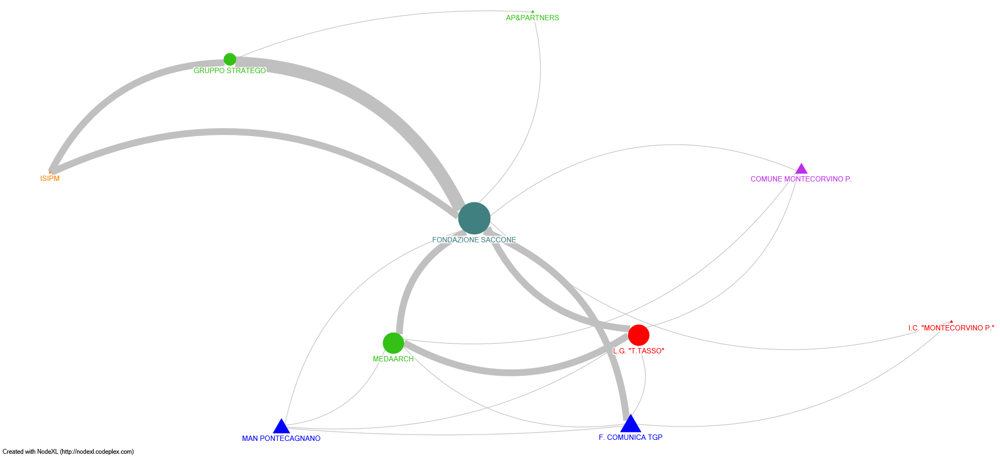 AP&PARTNERS
GRUPPO STRATEGO
ISIPM
COMUNE MONTECORVINO P.
FONDAZIONE SACCONE
I.C. "MONTECORVINO P."
L.G. "T.TASSO"
MEDAARCH
MAN PONTECAGNANO
F. COMUNICA TGP
Created with NodeXL (http://nodexl.codeplex.com)